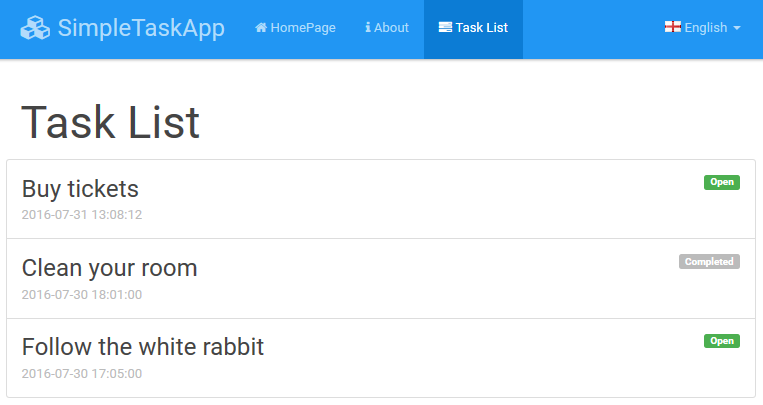 SimpleTaskApp HomePage About Task List English
Task List
Buy tickets Open
2016-07-31 13:08:12
Clean your room Completed
2016-07-30 18:01:00
Follow the white rabbit Open
2016-07-30 17:05:00